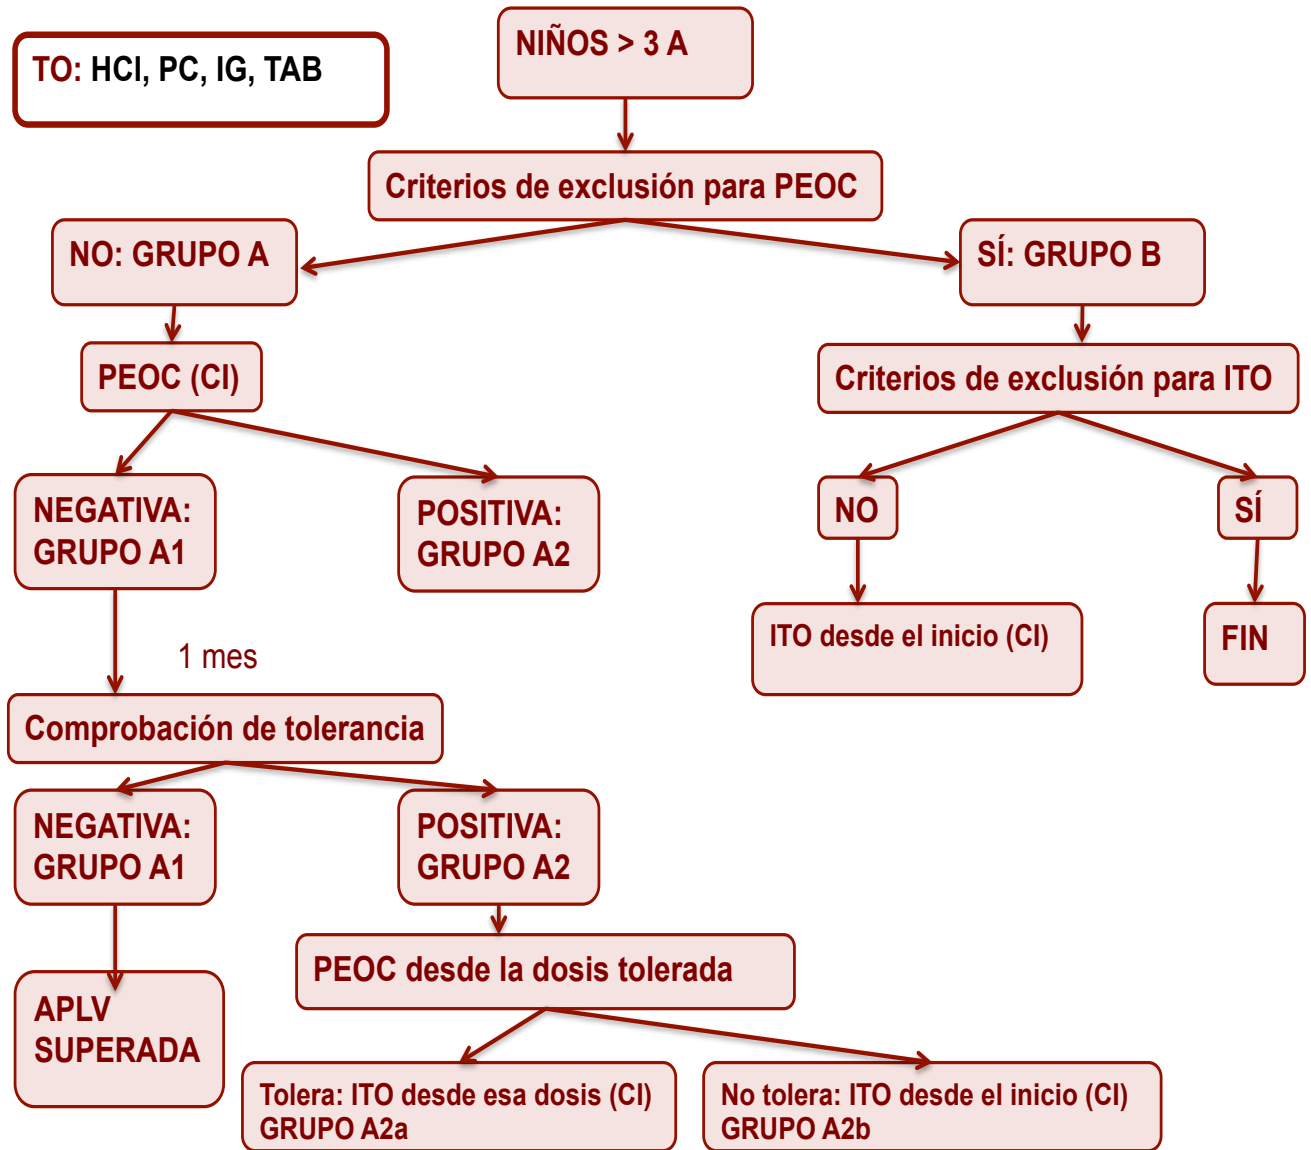 NIÑOS > 3 A
TO: HCI, PC, IG, TAB
Criterios de exclusión para PEOC
NO: GRUPO A
SÍ: GRUPO B
PEOC (CI)
Criterios de exclusión para ITO
NEGATIVA:
GRUPO A1
POSITIVA:
GRUPO A2
NO
SÍ
ITO desde el inicio (CI)
FIN
1 mes
Comprobación de tolerancia
NEGATIVA:
GRUPO A1
POSITIVA:
GRUPO A2
PEOC desde la dosis tolerada
APLV
SUPERADA
Tolera: ITO desde esa dosis (CI)
GRUPO A2a
No tolera: ITO desde el inicio (CI)
GRUPO A2b